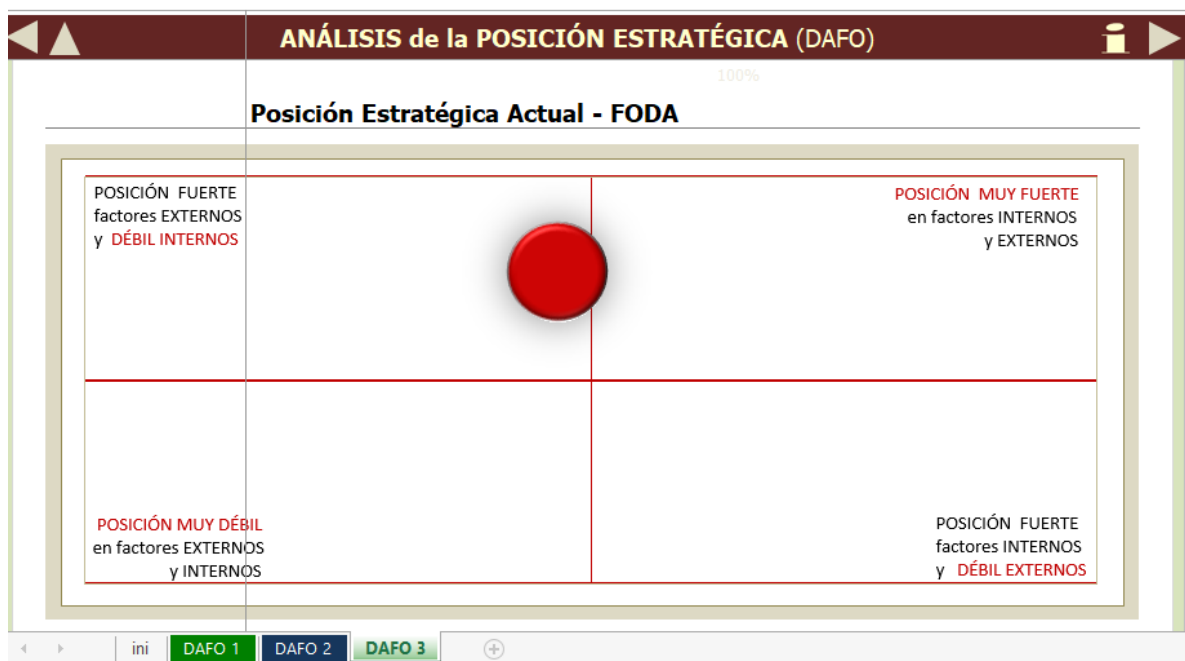 ANÁLISIS de la POSICIÓN ESTRATÉGICA (DAFO)
100%
Posición Estratégica Actual - FODA
POSICIÓN FUERTE
factores EXTERNOS
y DÉBIL INTERNOS
POSICIÓN MUY FUERTE
en factores INTERNOS
y EXTERNOS
POSICIÓN MUY DÉBIL
en factores EXTERNOS
y INTERNOS
POSICIÓN FUERTE
factores INTERNOS
y DÉBIL EXTERNOS
ini DAFO 1 DAFO 2 DAFO 3